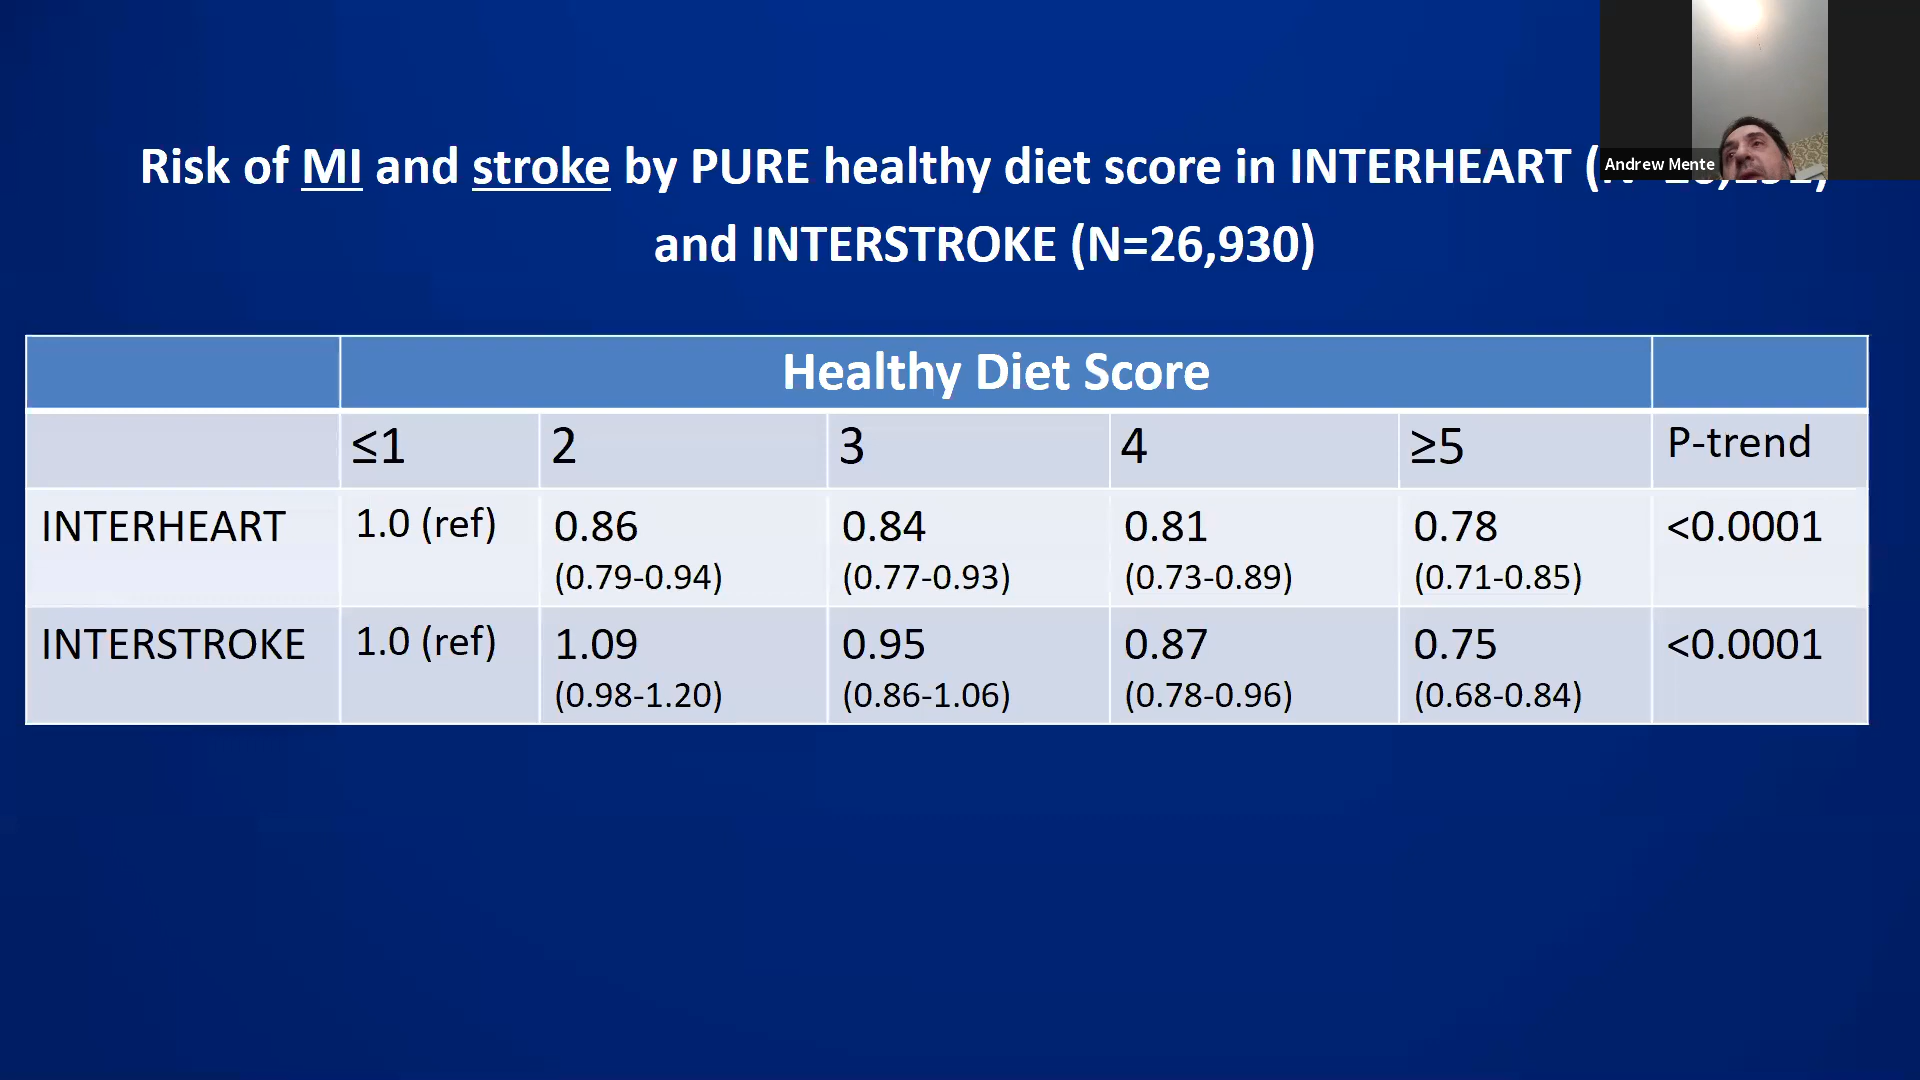 Risk of MI and stroke by PURE healthy diet score in INTERHEART (
Andrew Mente
and INTERSTROKE (N=26,930)
Healthy Diet Score
≤1 2 3 4 ≥5 P-trend
INTERHEART 1.0 (ref) 0.86 0.84 0.81 0.78 <0.0001
(0.79-0.94) (0.77-0.93) (0.73-0.89) (0.71-0.85)
INTERSTROKE 1.0 (ref) 1.09 0.95 0.87 0.75 <0.0001
(0.98-1.20) (0.86-1.06) (0.78-0.96) (0.68-0.84)